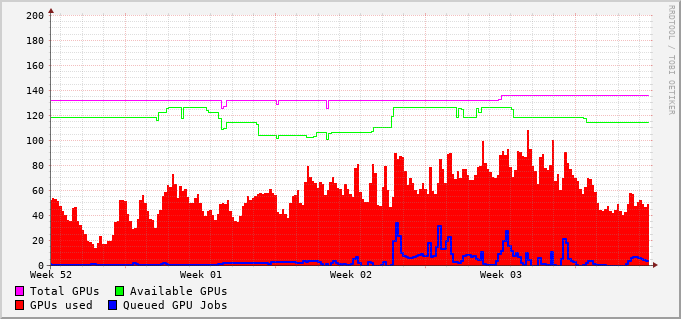 200
180
160
140
120
100
80
60
40
20
0
Week 52 Week 01 Week 02 Week 03
Total GPUs Available GPUs
GPUs used Queued GPU Jobs
RRDTOOL / TOBI OETIKER